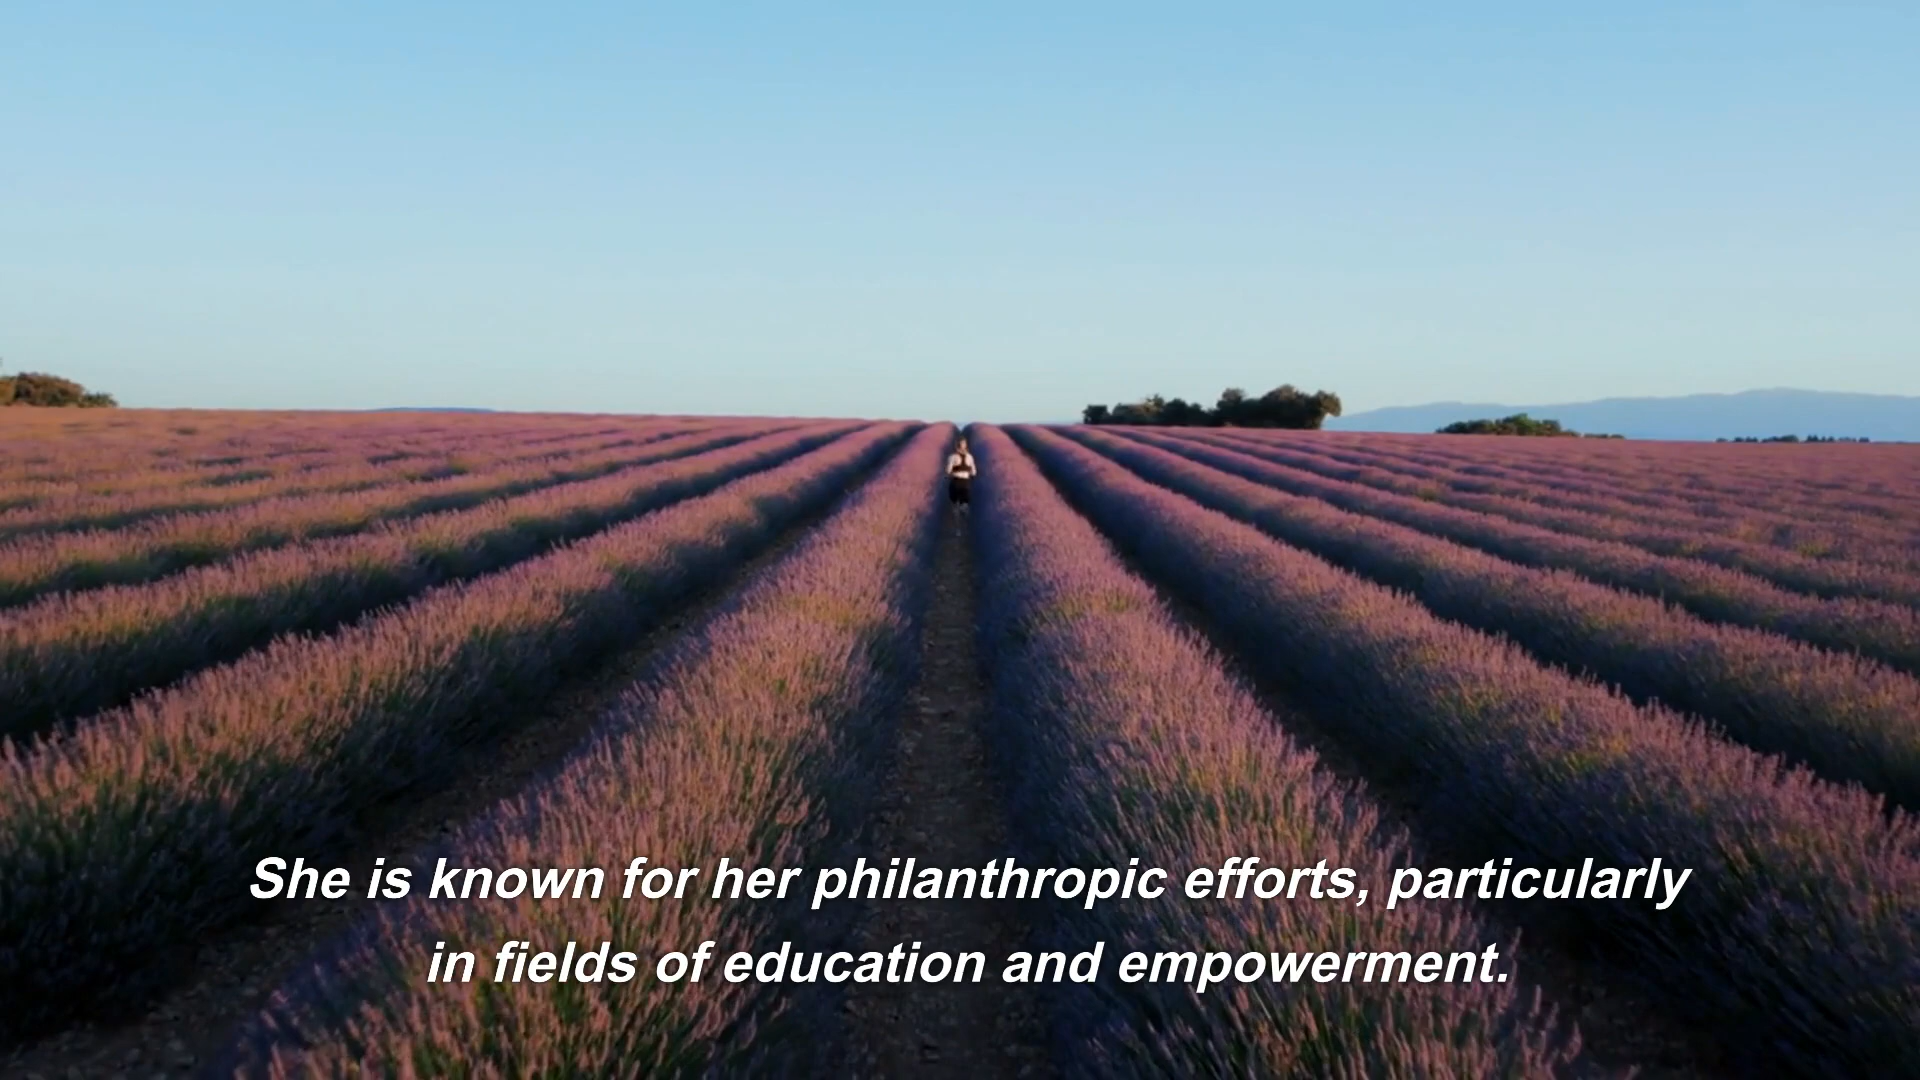 She is known for her philanthropic efforts, particularly
in fields of education and empowerment.